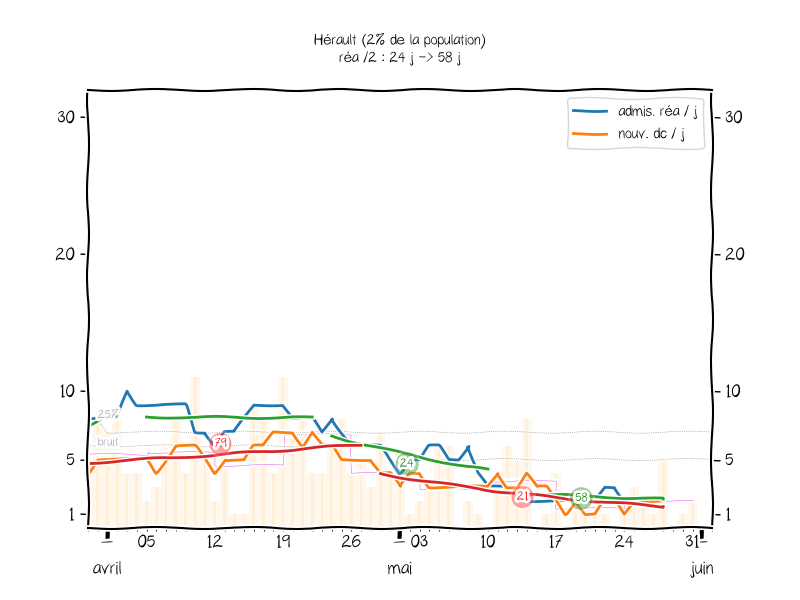 Hérault (2% de la population)
réa /2 : 24 j -> 58 j
admis. réa / j
nouv. dc / j
30 30
20 20
10 10
25%
79
bruit
24
5 5
21
58
1 1
05 12 19 26 03 10 17 24 31
avril mai juin